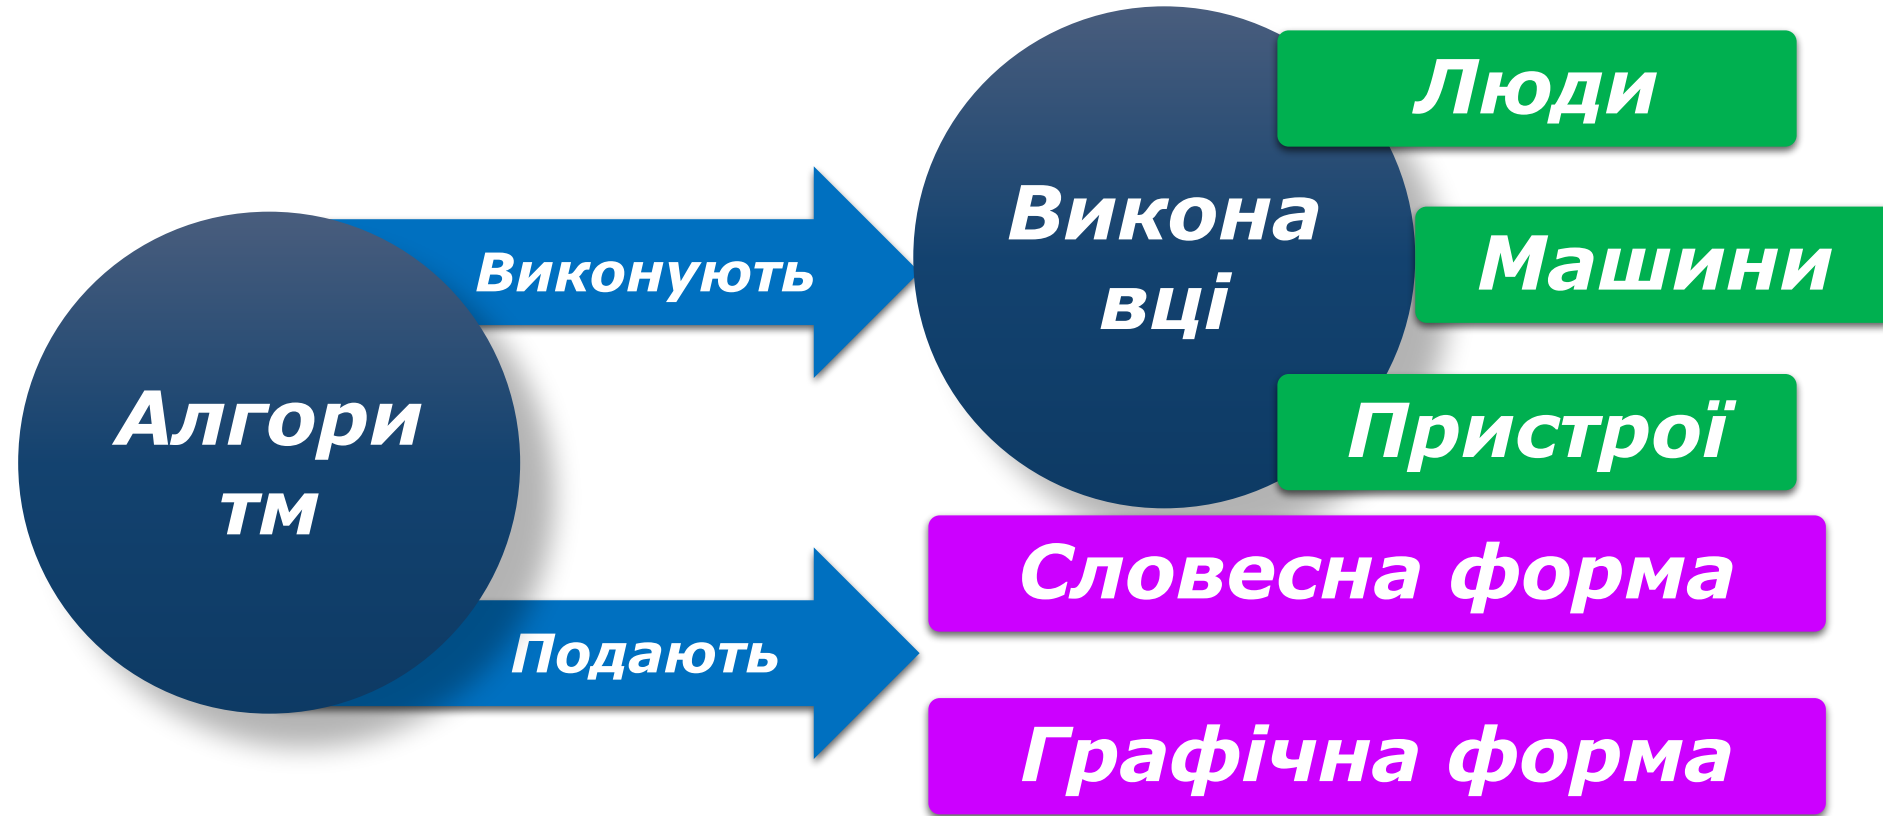 Алгори
тм
Виконують
Викона
вці
Люди
Машини
Пристрої
Подають
Словесна форма
Графічна форма